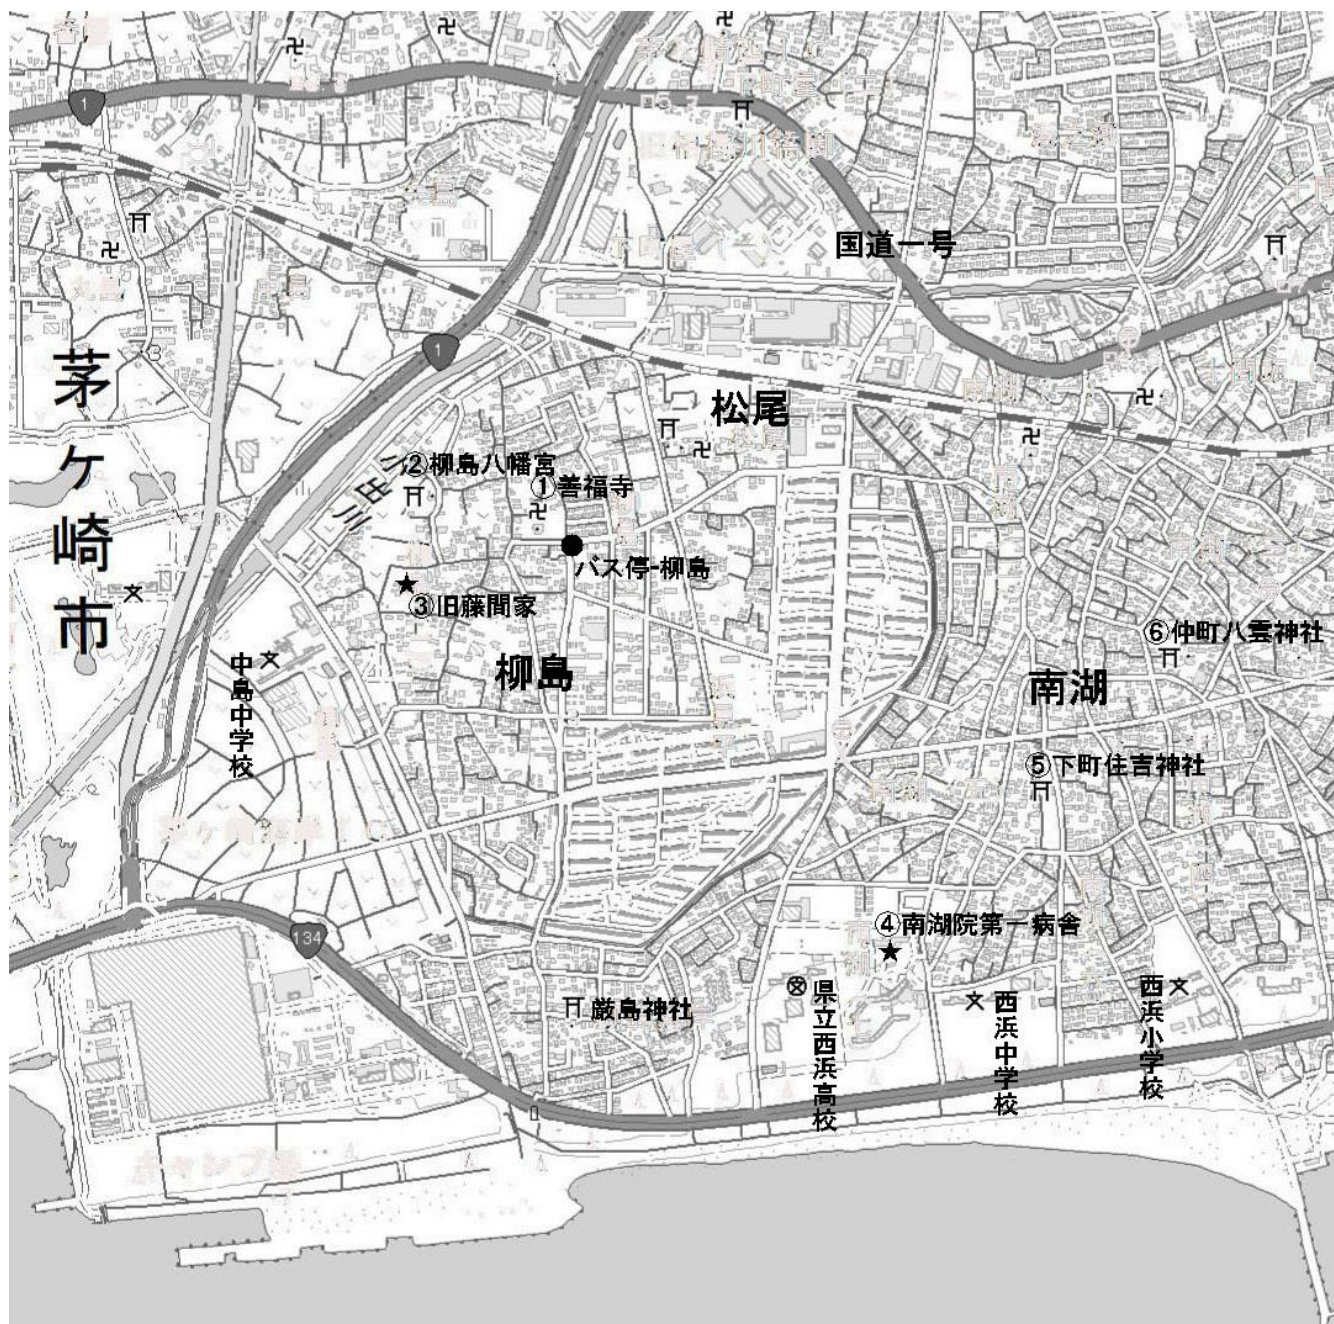 1
国道一号
1
茅ヶ崎市
松尾
②柳島八幡宮
①善福寺
小出川
バス停-柳島
③旧藤間家
柳島
中島中学校
⑥仲町八雲神社
南湖
⑤下町住吉神社
④南湖院第一病舎
134
厳島神社
県立西浜高校
西浜中学校
西浜小学校